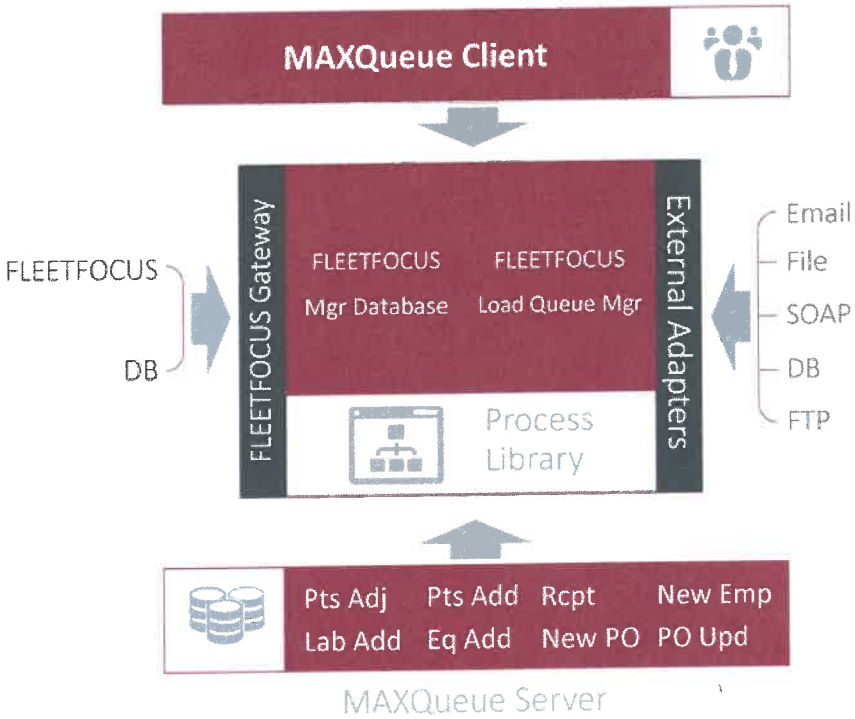 MAXQueue Client
FLEETFOCUS
DB
FLEETFOCUS Gateway
FLEETFOCUS
Mgr Database
FLEETFOCUS
Load Queue Mgr
Process
Library
External Adapters
Email
File
SOAP
DB
FTP
Pts Adj Pts Add Rcpt New Emp
Lab Add Eq Add New PO PO Upd
MAXQueue Server